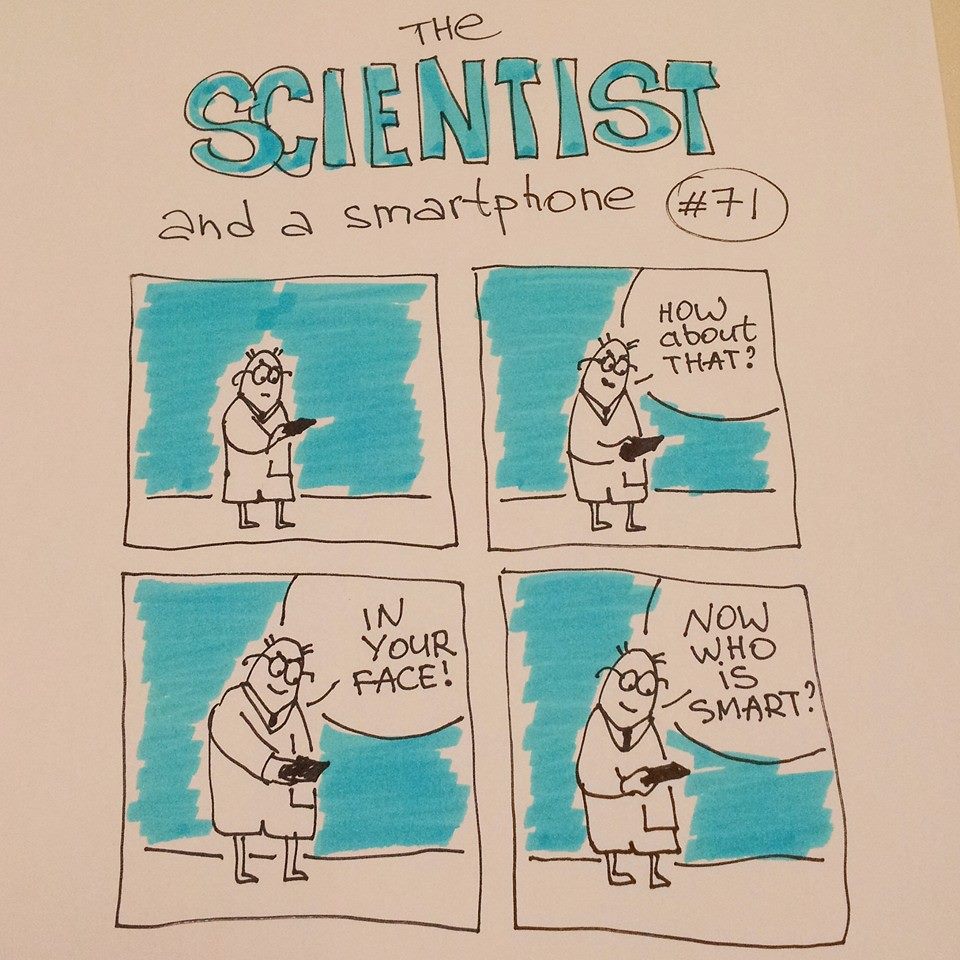 THE
SCIENTIST
and a smartphone #71
HOW
about
THAT?
IN
YOUR
FACE!
NOW
WHO
IS
SMART?